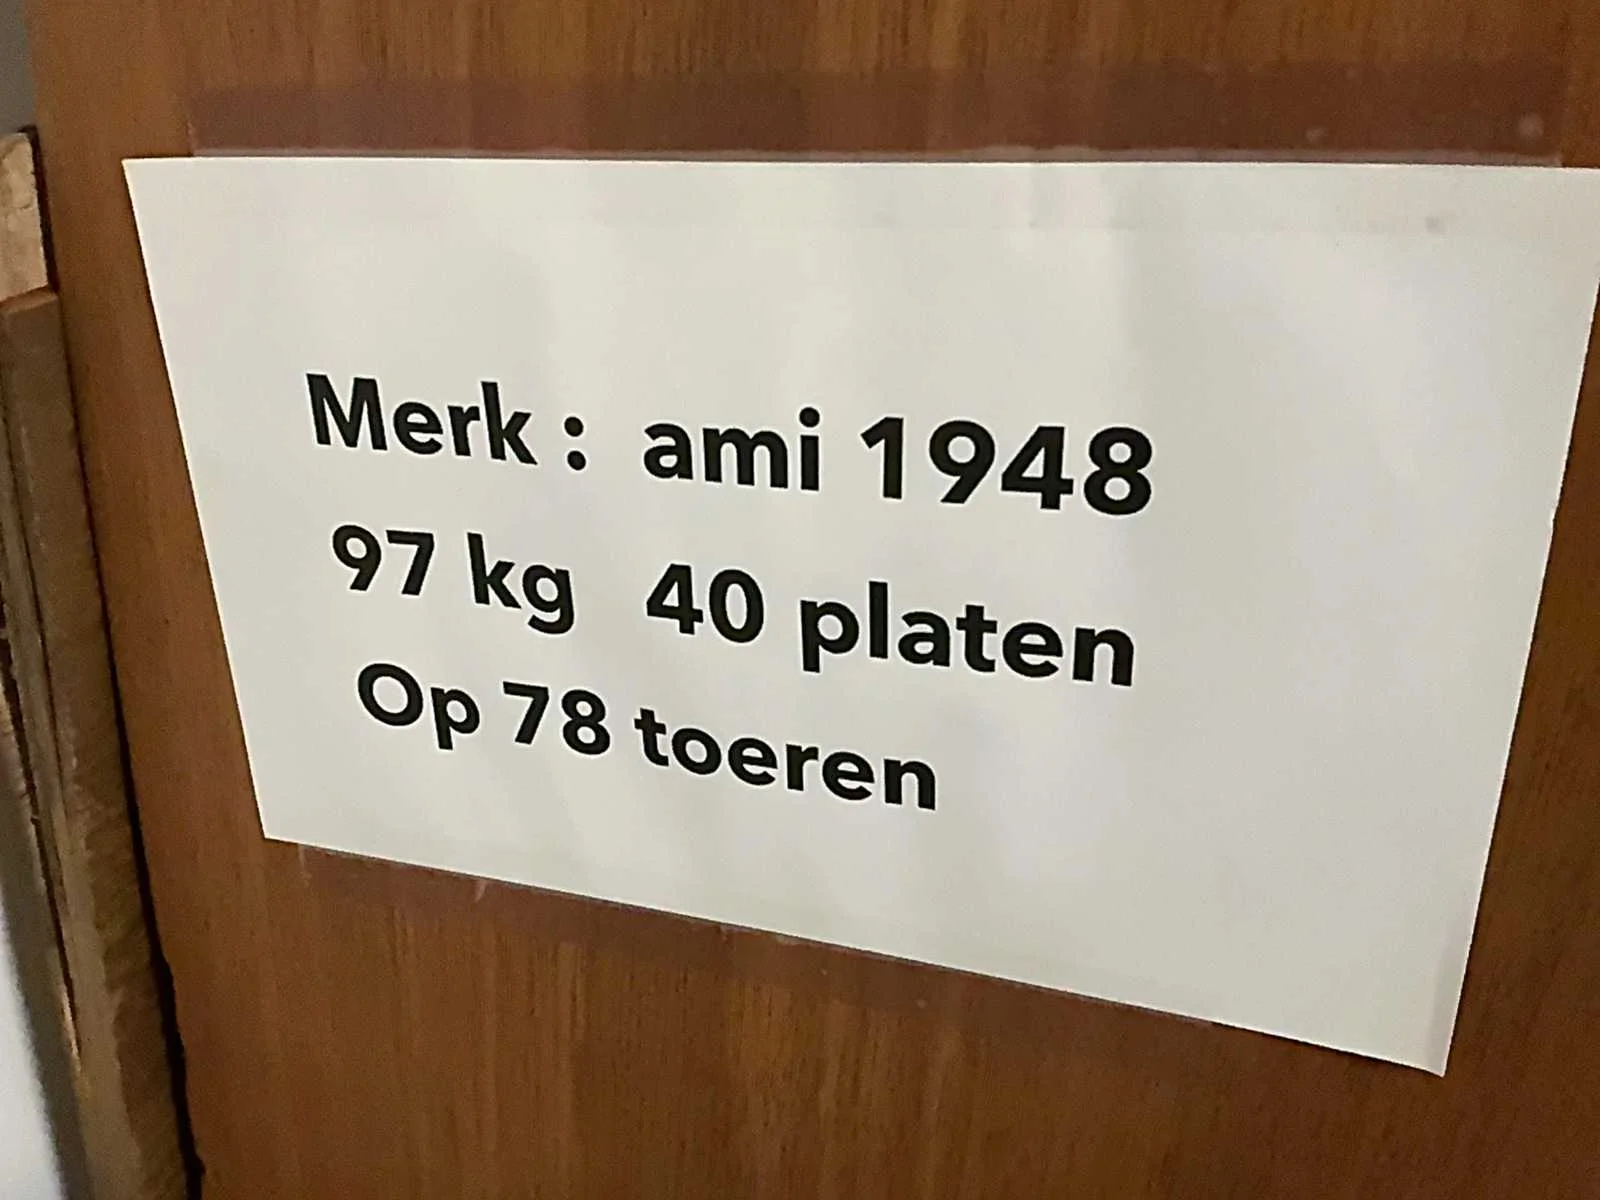 Merk : ami 1948
97 kg 40 platen
Op 78 toeren